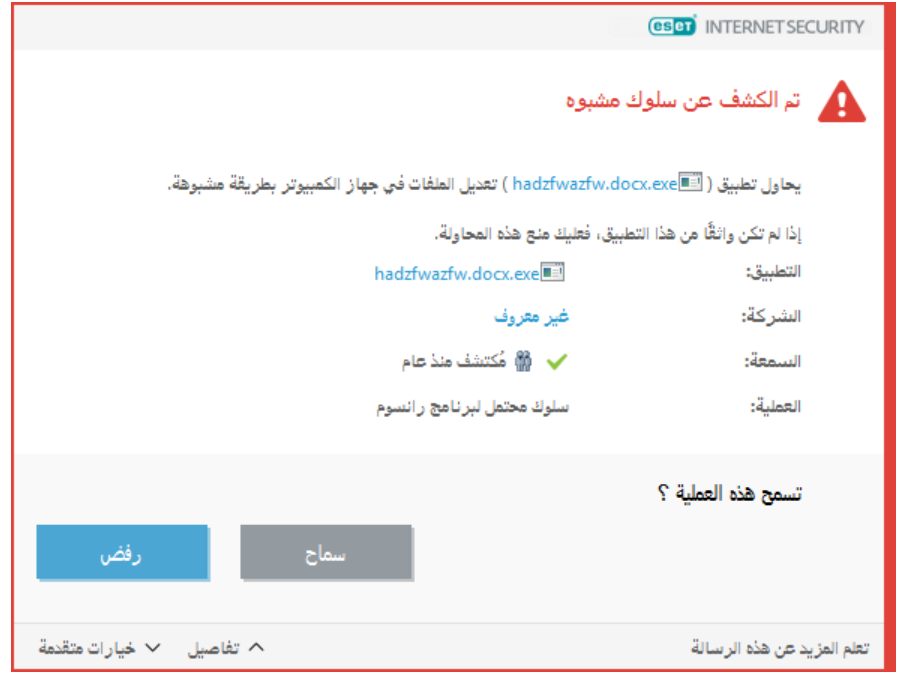 eset INTERNET SECURITY
تم الكشف عن سلوك مشبوه
يحاول تطبيق ( hadzfwazfw.docx.exe ) تعديل الملفات في جهاز الكمبيوتر بطريقة مشبوهة.
إذا لم تكن واثقًا من هذا التطبيق، فعليك منع هذه المحاولة.
التطبيق: hadzfwazfw.docx.exe
الشركة: غير معروف
السمعة: مُكتشف منذ عام
العملية: سلوك محتمل لبرنامج رانسوم
تسمح هذه العملية ؟
سماح رفض
تعلم المزيد عن هذه الرسالة تفاصيل خيارات متقدمة